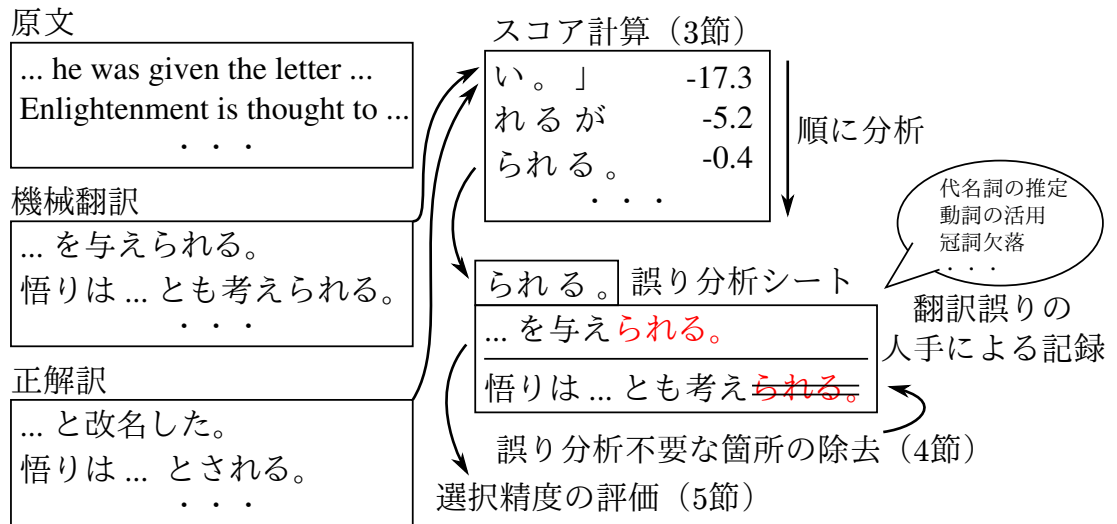 原文
... he was given the letter ...
Enlightenment is thought to ...
・・・
機械翻訳
... を与えられる。
悟りは ... とも考えられる。
・・・
正解訳
... と改名した。
悟りは ... とされる。
・・・
スコア計算（3節）
い 。 」 -17.3
れ る が -5.2
られ る 。 -0.4
・・・
順に分析
代名詞の推定
動詞の活用
冠詞欠落
・・・
られ る 。 誤り分析シート
... を与えられる。
悟りは ... とも考えられる。
翻訳誤りの
人手による記録
誤り分析不要な箇所の除去（4節）
選択精度の評価（5節）